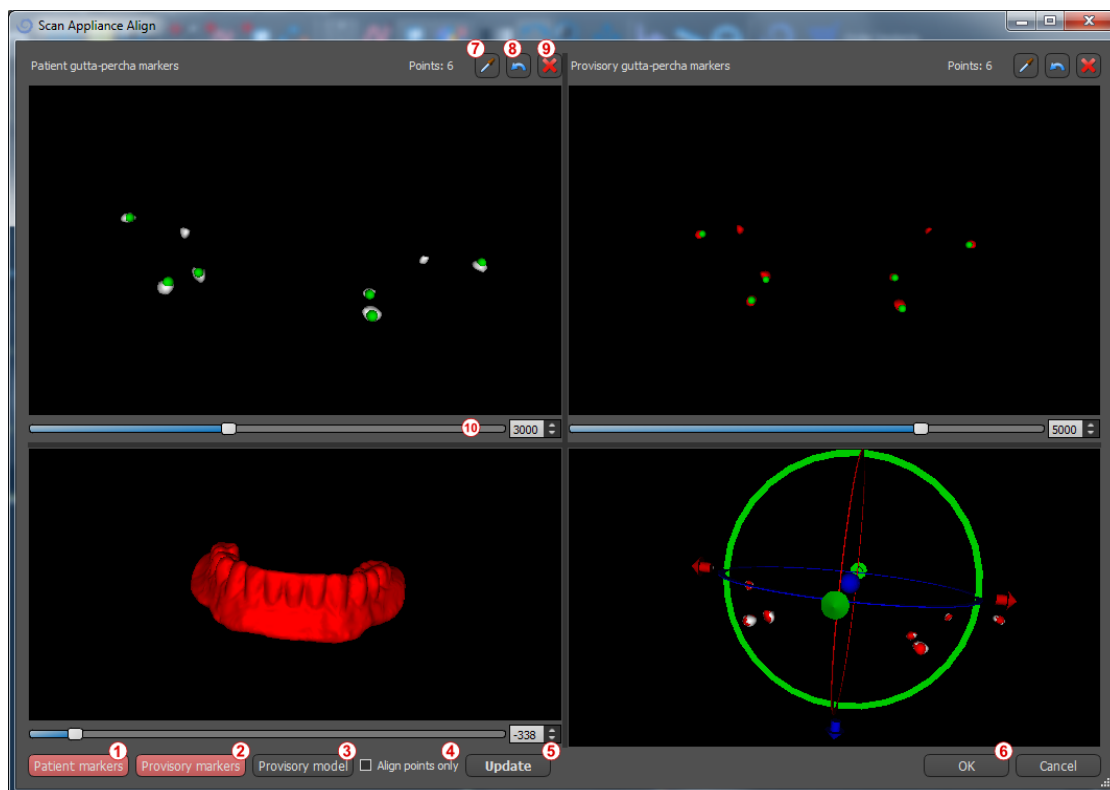 Scan Appliance Align
7 8 9
Patient gutta-percha markers Points: 6 Provisory gutta-percha markers Points: 6
10 3000 5000
-338
1 2 3 4 5 6
Patient markers Provisory markers Provisory model Align points only Update OK Cancel